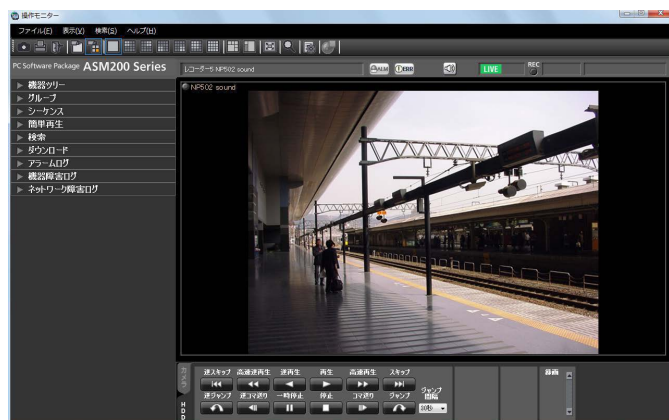 操作モニター
ファイル(F) 表示(V) 検索(S) ヘルプ(H)
PC Software Package ASM200 Series
レコーダー5 NP502 sound
ALM
ERR
LIVE
REC
NP502 sound
機器ツリー
グループ
シーケンス
簡単再生
検索
ダウンロード
アラームログ
機器障害ログ
ネットワーク障害ログ
逆スキップ 高速逆再生 逆再生 再生 高速再生 スキップ
逆ジャンプ 逆コマ送り 一時停止 停止 コマ送り ジャンプ
ジャンプ
間隔
30秒
録画
HDD